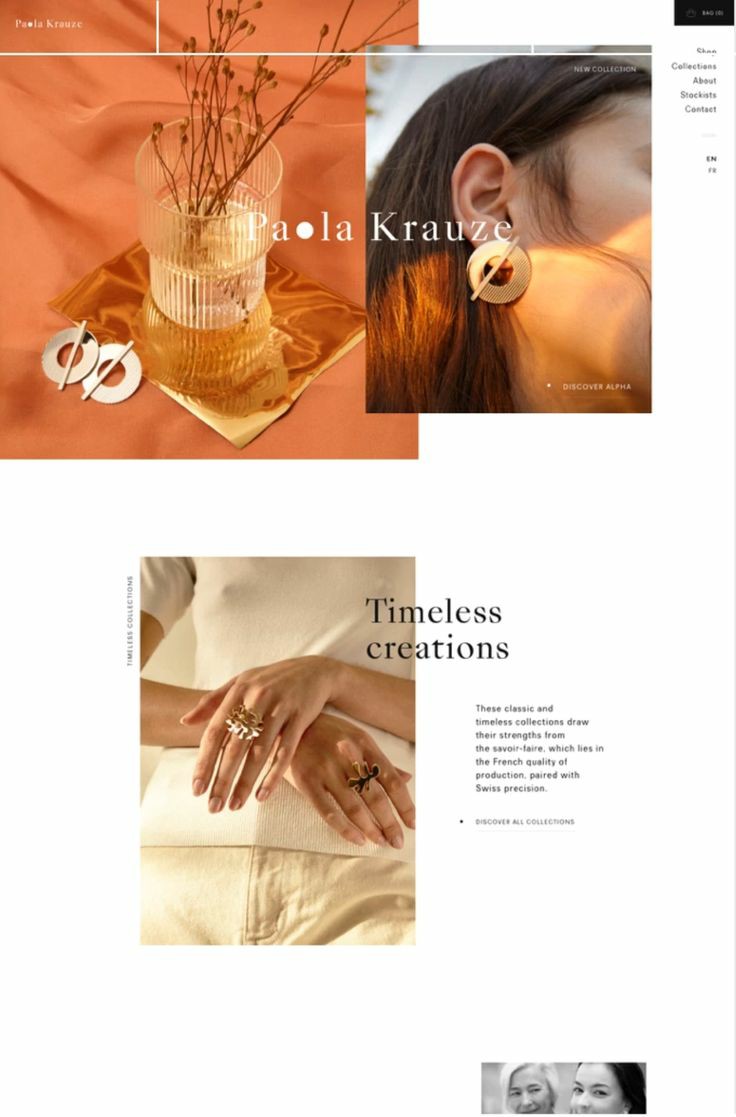 Pa●la Krauze
BAG (0)
Shop
Collections
About
Stockists
Contact
EN
FR
NEW COLLECTION
Pa●la Krauze
DISCOVER ALPHA
TIMELESS COLLECTIONS
Timeless
creations
These classic and
timeless collections draw
their strengths from
the savoir-faire, which lies in
the French quality of
production, paired with
Swiss precision.
DISCOVER ALL COLLECTIONS